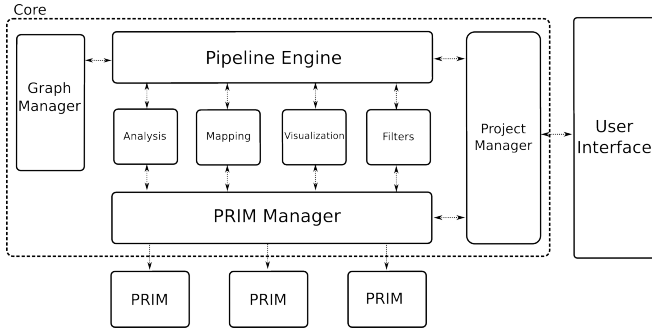 Core
Graph
Manager
Pipeline Engine
Analysis
Mapping
Visualization
Filters
PRIM Manager
Project
Manager
User
Interface
PRIM
PRIM
PRIM